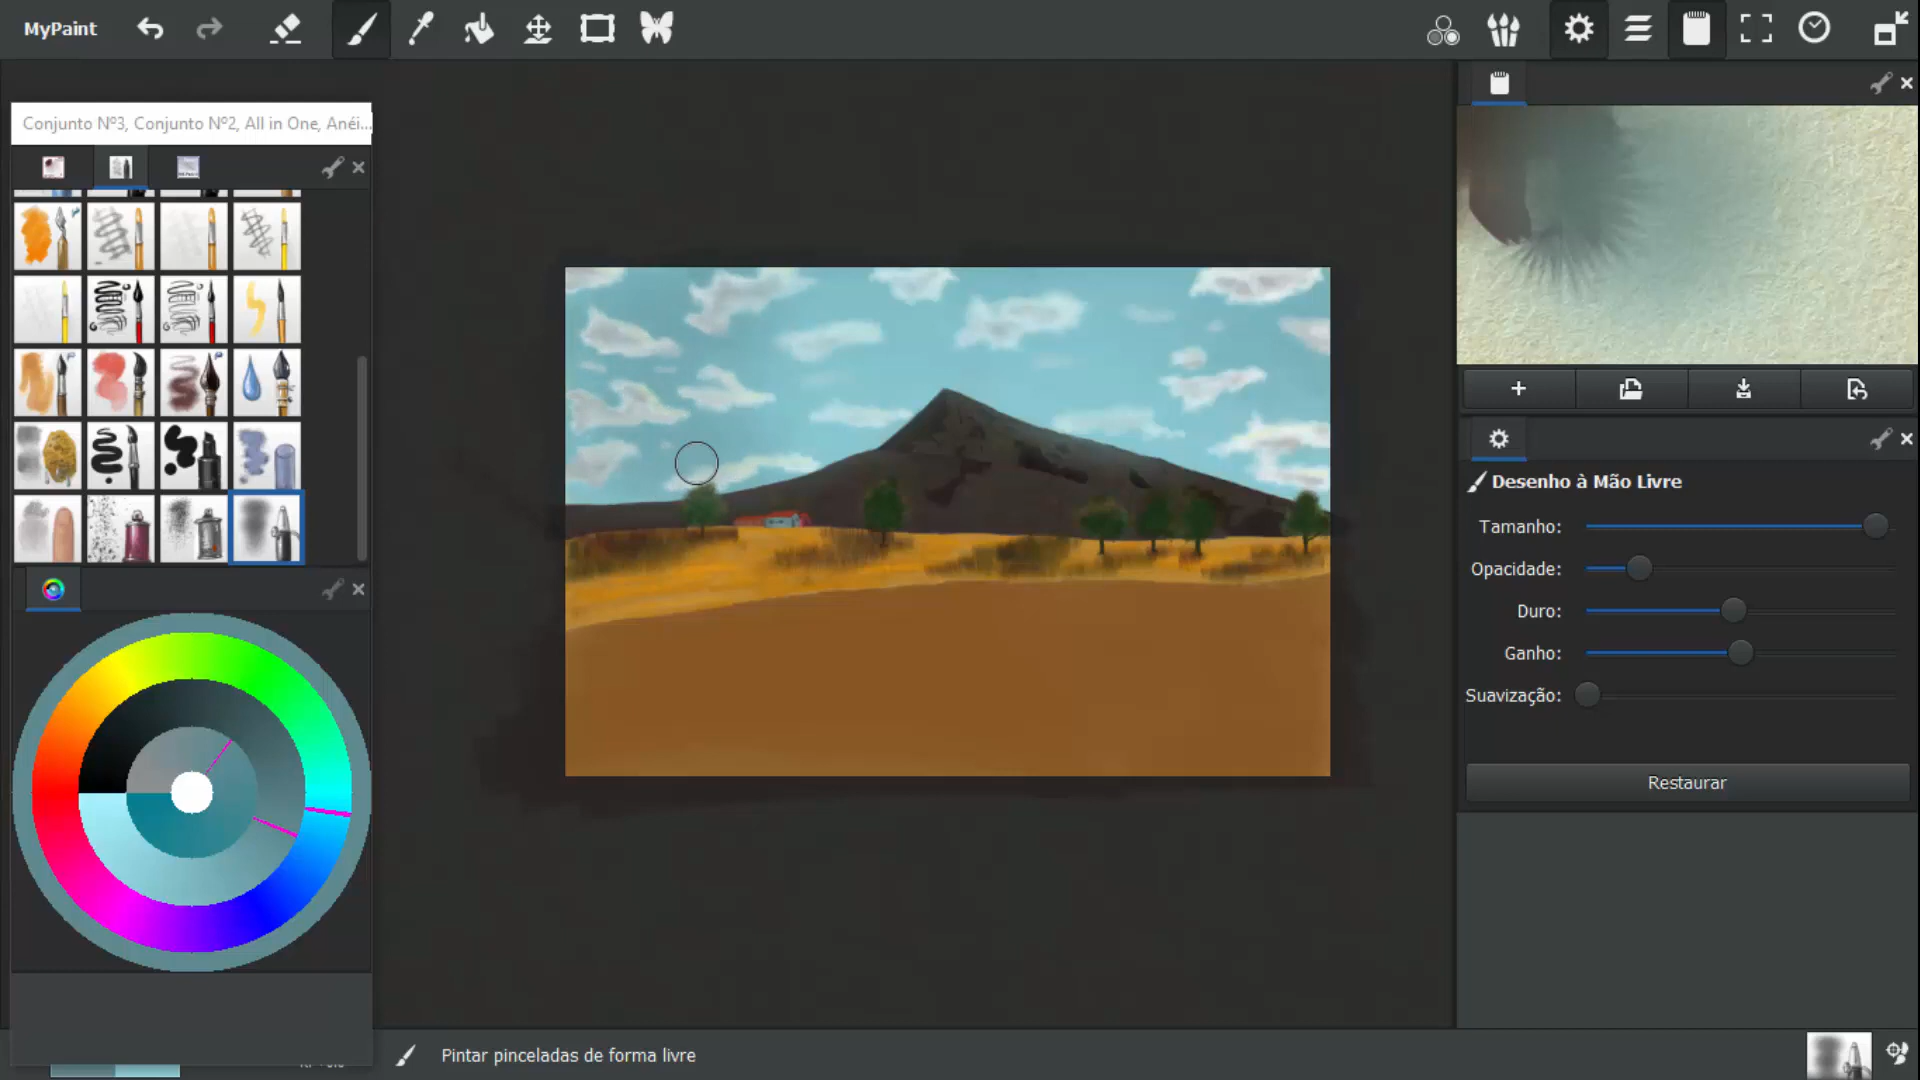 MyPaint
Conjunto Nº3, Conjunto Nº2, All in One, Anéi...
Desenho à Mão Livre
Tamanho:
Opacidade:
Duro:
Ganho:
Suavização:
Restaurar
Pintar pinceladas de forma livre